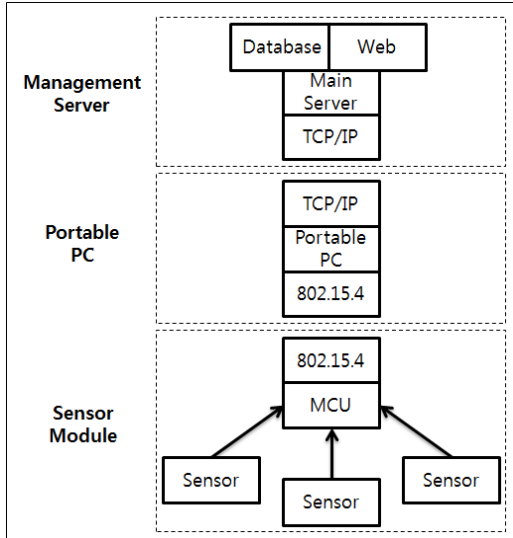 Database Web
Management
Server
Main
Server
TCP/IP
TCP/IP
Portable
PC
Portable
PC
802.15.4
802.15.4
Sensor
Module
MCU
Sensor
Sensor
Sensor